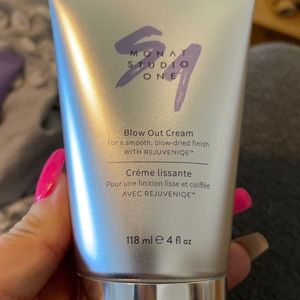 S1
MONAT
STUDIO
ONE
Blow Out Cream
For a smooth, blow-dried finish
WITH REJUVENIQE™
Crème lissante
Pour une finition lisse et coiffée
AVEC REJUVENIQE™
118 ml e 4 fl oz